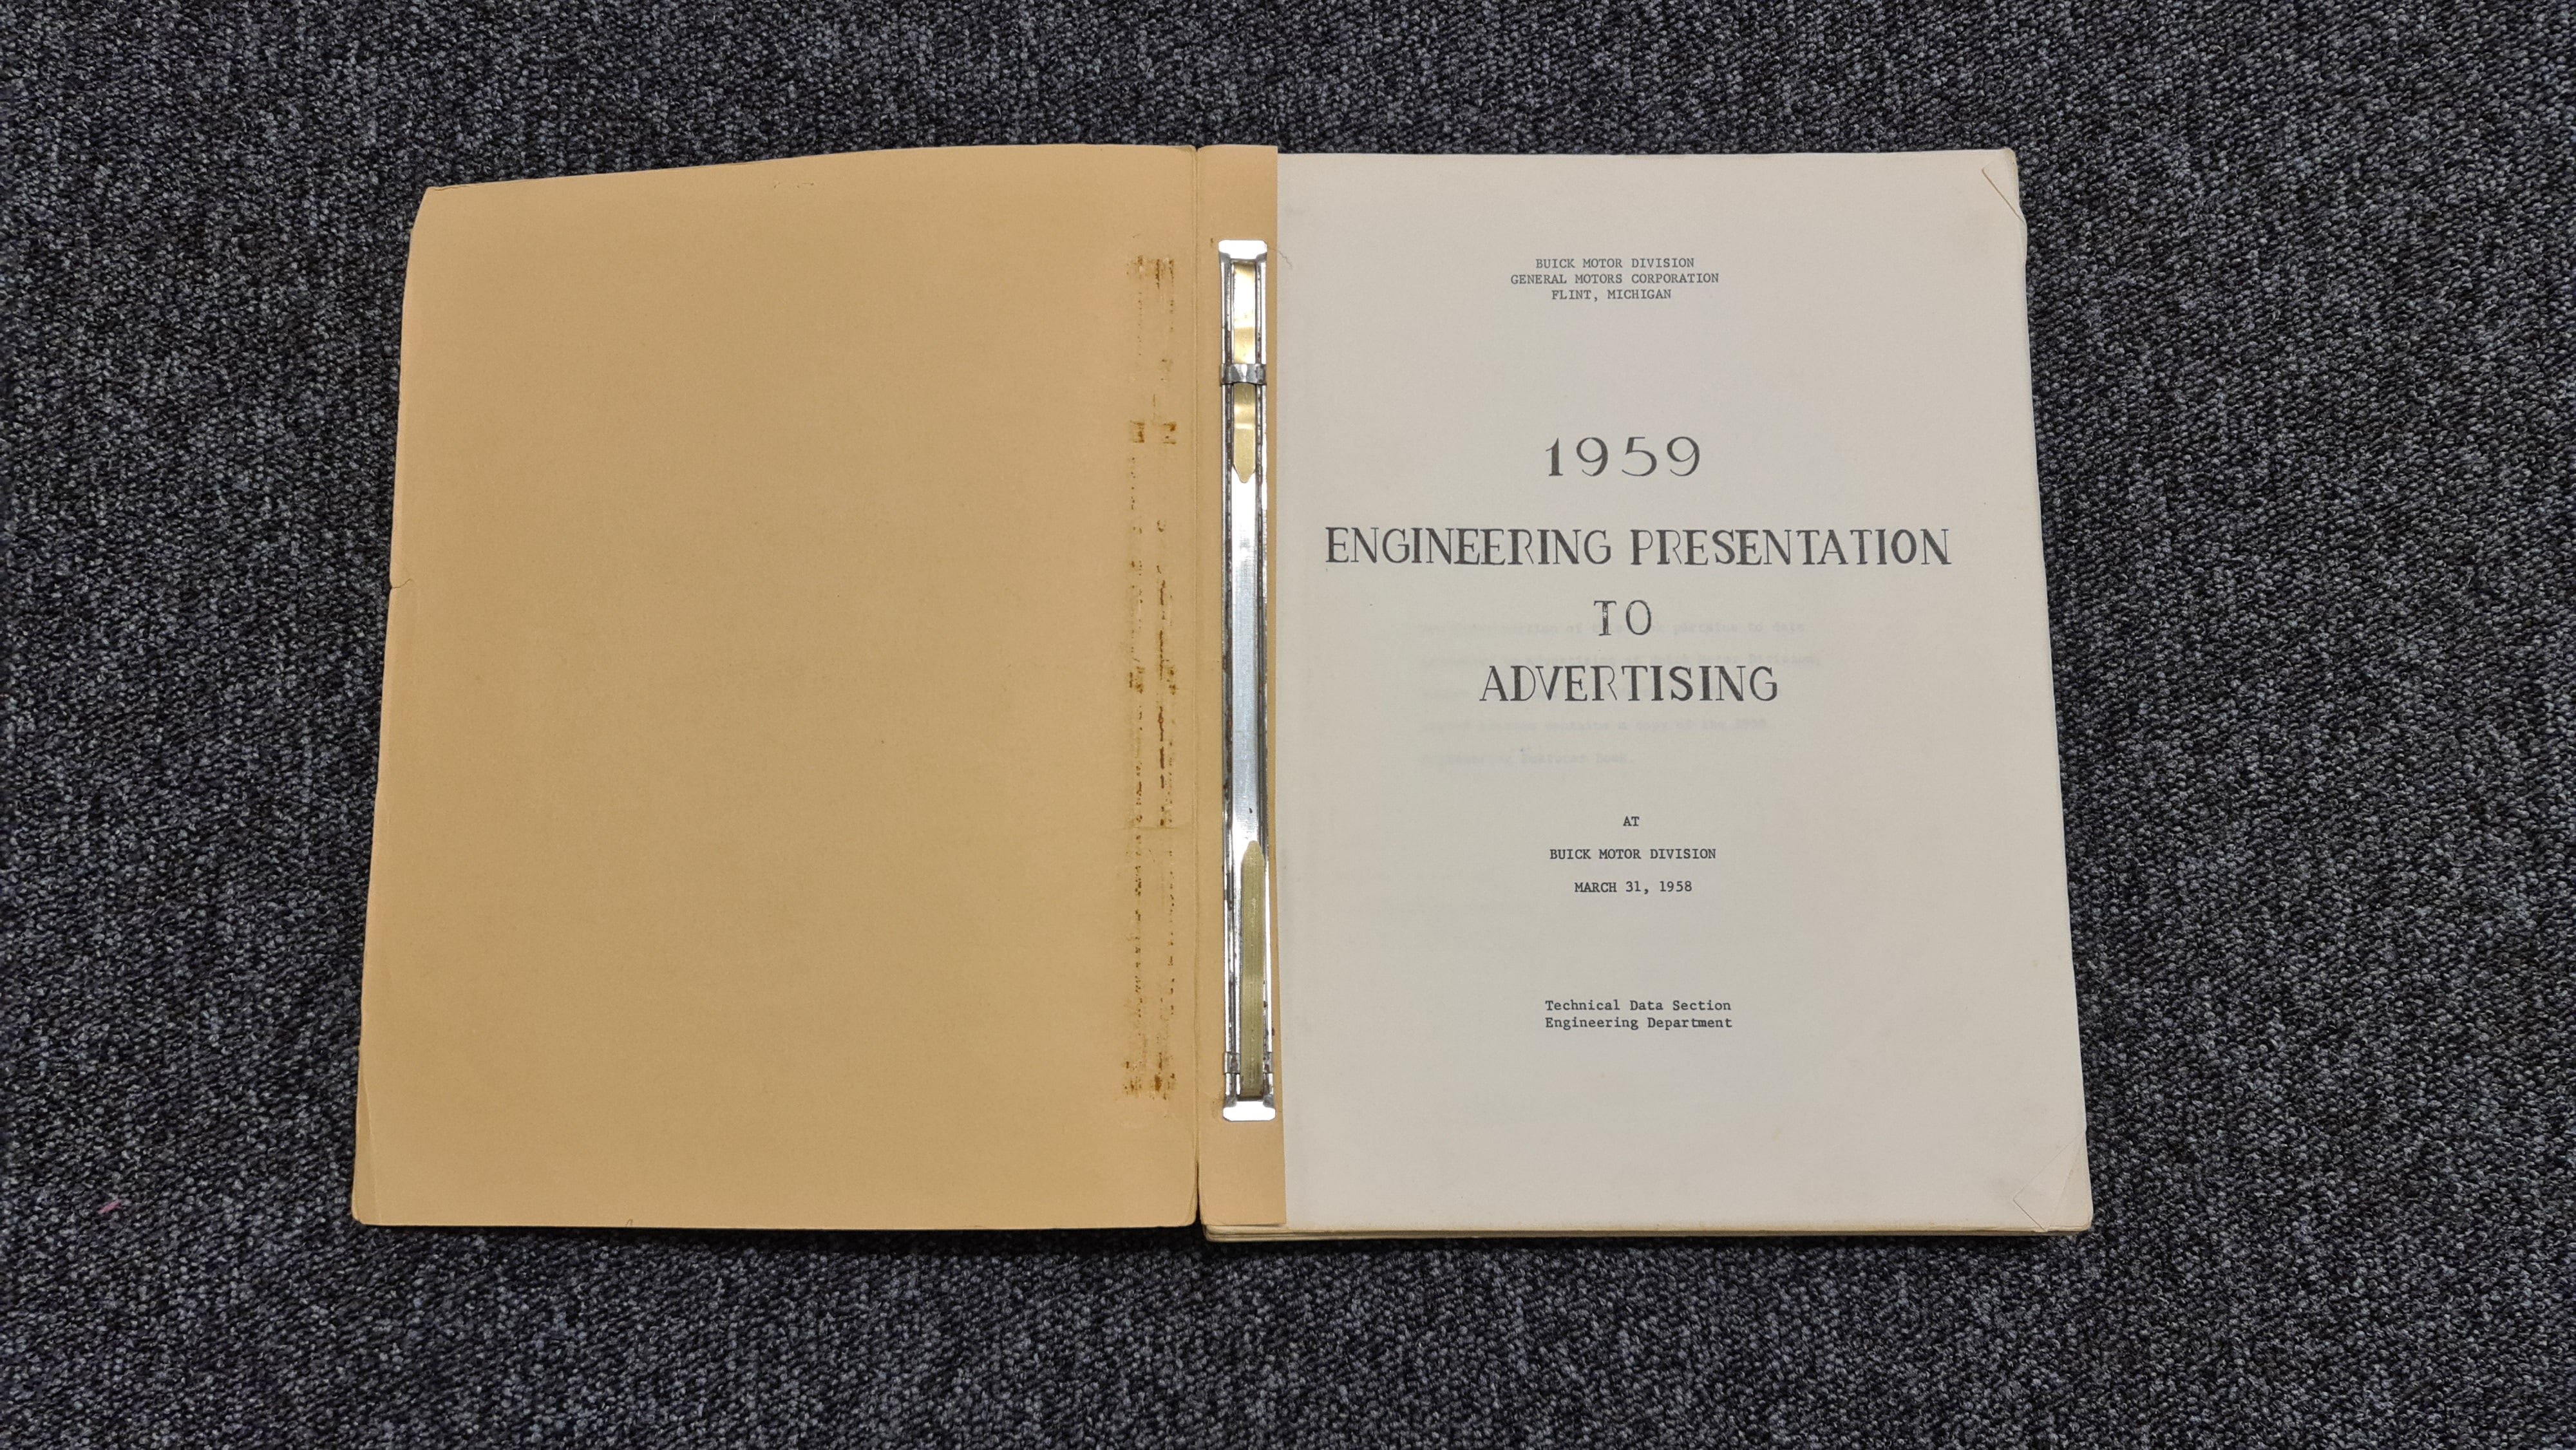 BUICK MOTOR DIVISION
GENERAL MOTORS CORPORATION
FLINT, MICHIGAN
1959
ENGINEERING PRESENTATION
TO
ADVERTISING
AT
BUICK MOTOR DIVISION
MARCH 31, 1958
Technical Data Section
Engineering Department